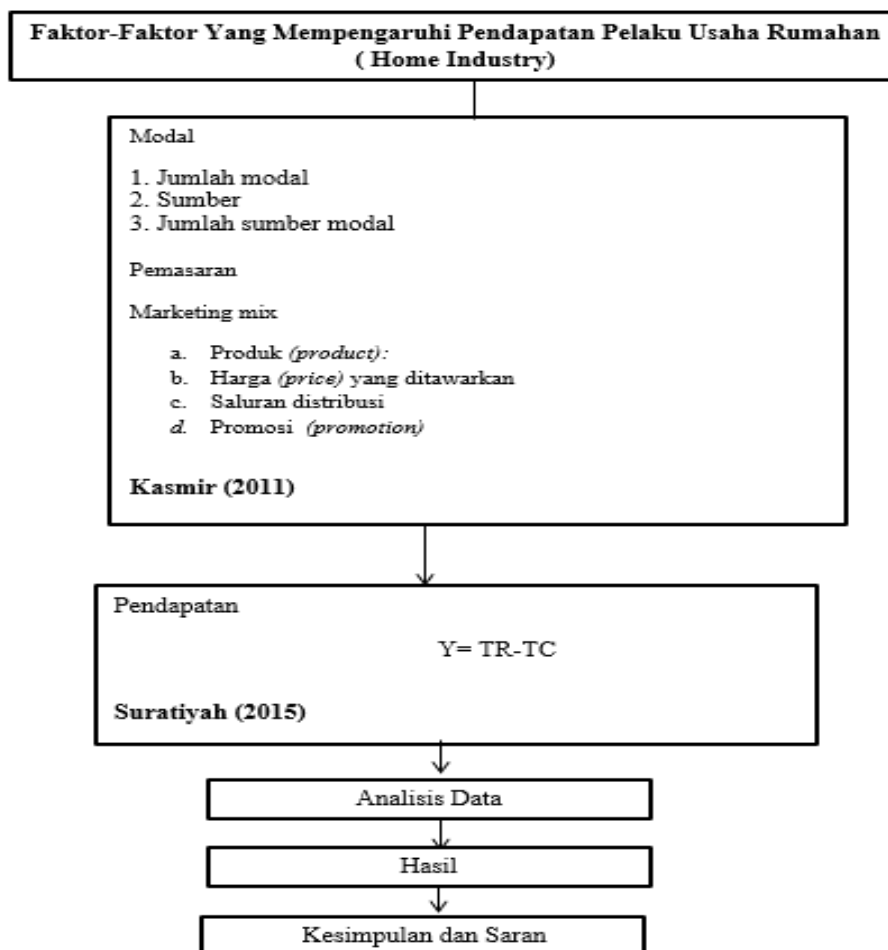 Faktor-Faktor Yang Mempengaruhi Pendapatan Pelaku Usaha Rumahan
( Home Industry)
Modal
1. Jumlah modal
2. Sumber
3. Jumlah sumber modal
Pemasaran
Marketing mix
a. Produk (product):
b. Harga (price) yang ditawarkan
c. Saluran distribusi
d. Promosi (promotion)
Kasmir (2011)
Pendapatan
Y= TR-TC
Suratiyah (2015)
Analisis Data
Hasil
Kesimpulan dan Saran